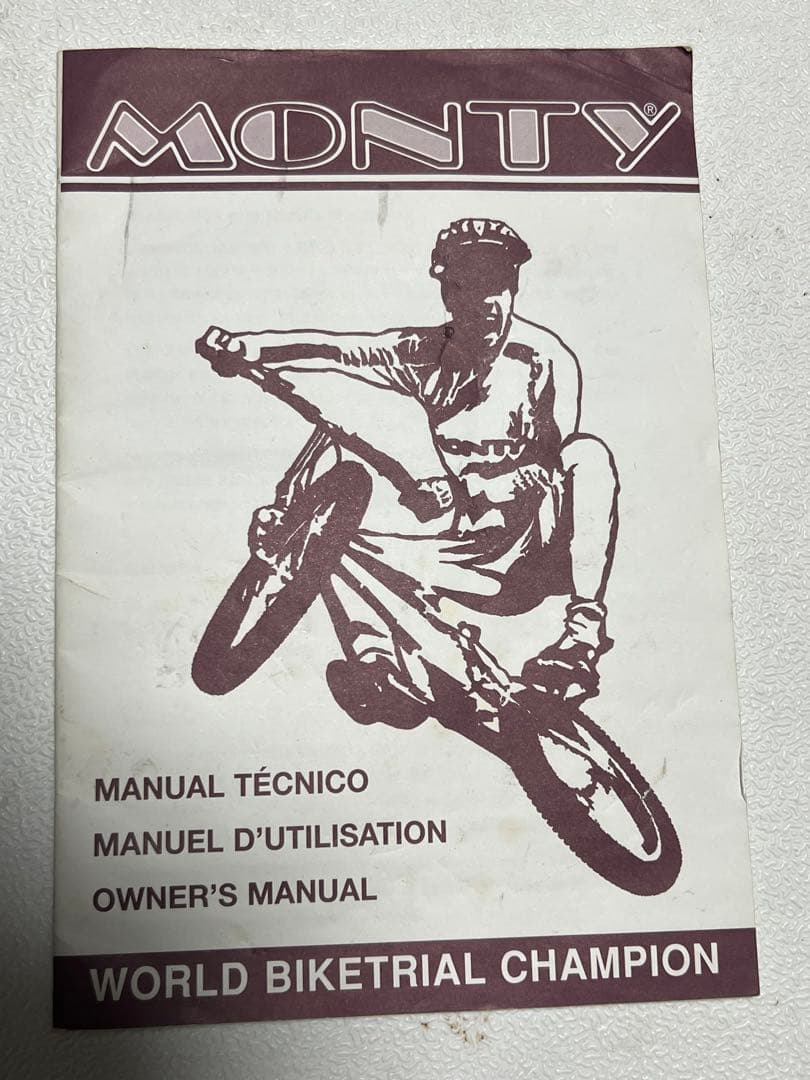 MONTY®
MANUAL TÉCNICO
MANUEL D'UTILISATION
OWNER'S MANUAL
WORLD BIKETRIAL CHAMPION